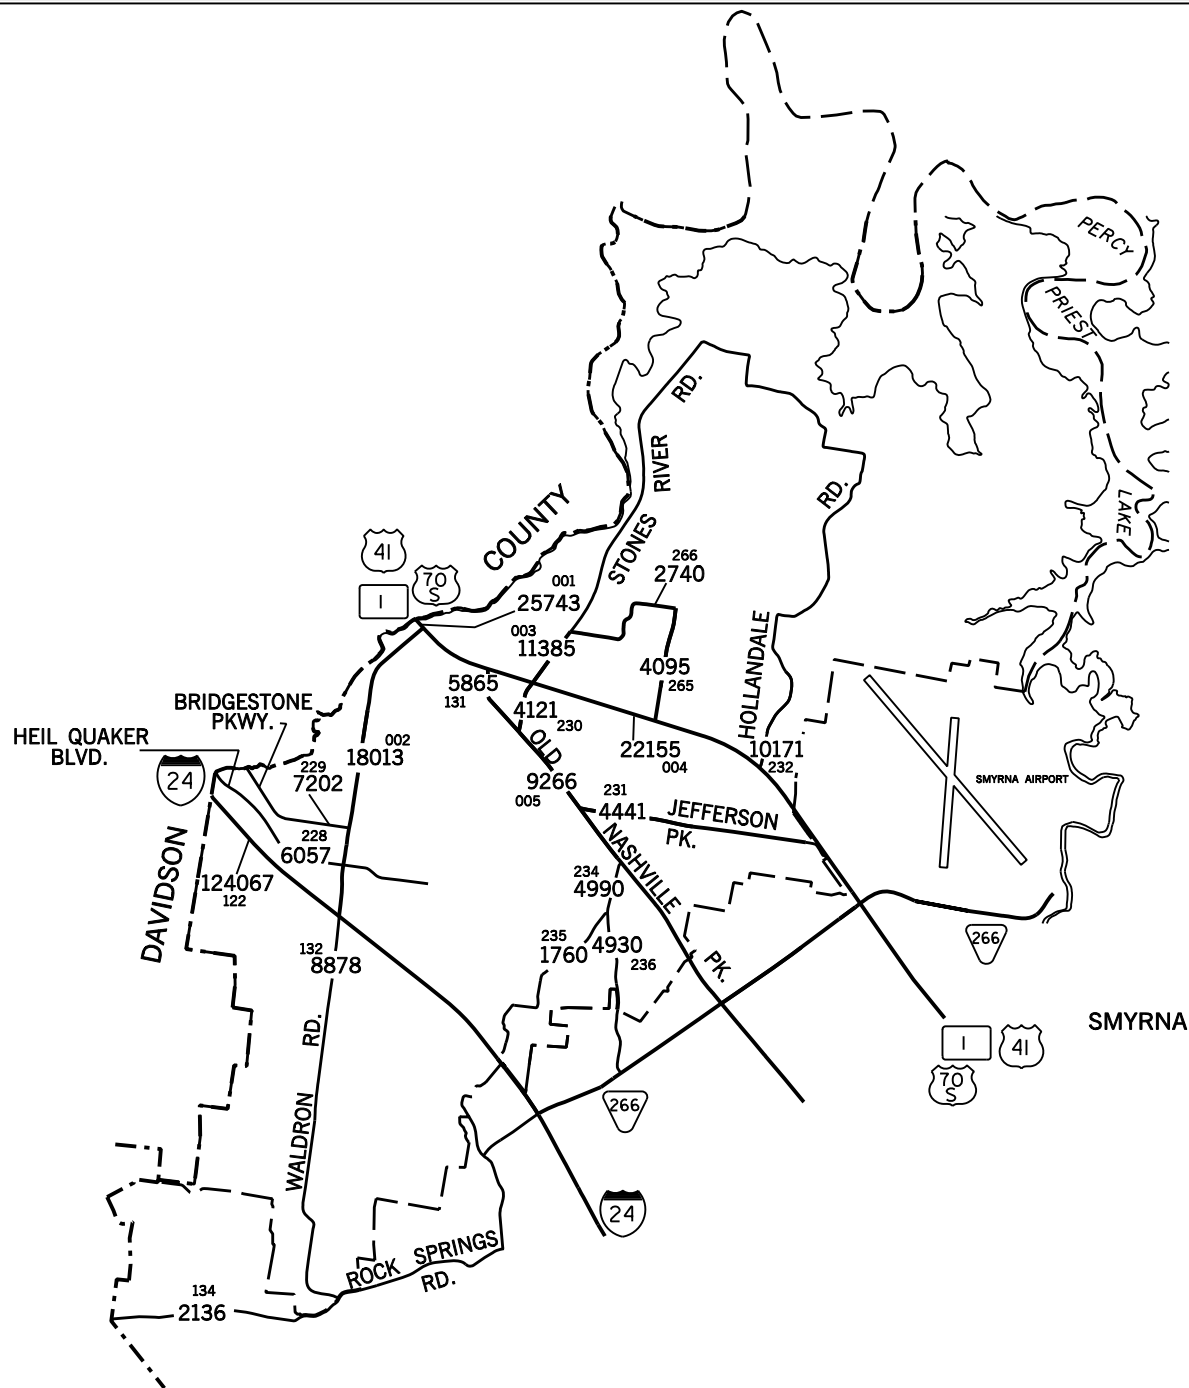 PERCY
PRIEST
LAKE
RD.
RIVER
STONES
RD.
HOLLANDALE
COUNTY
41
70
S
1
001
25743
266
2740
003
11385
4095
265
5865
131
4121
230
BRIDGESTONE
PKWY.
HEIL QUAKER
BLVD.
24
002
18013
229
7202
OLD
22155
004
10171
232
SMYRNA AIRPORT
9266
005
231
4441
JEFFERSON
PK.
228
6057
NASHVILLE
PK.
124067
122
DAVIDSON
234
4990
132
8878
235
1760
4930
236
266
SMYRNA
1
41
70
S
RD.
WALDRON
266
24
ROCK SPRINGS
RD.
134
2136